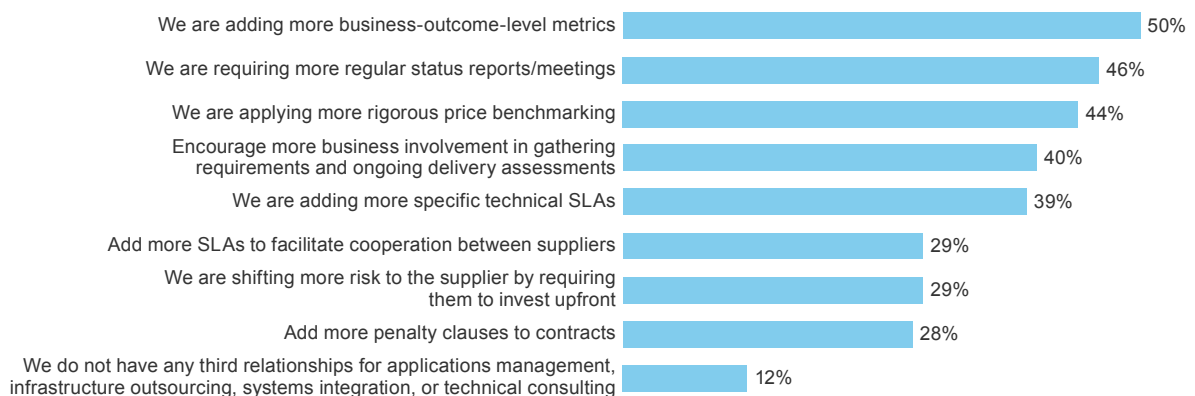 We are adding more business-outcome-level metrics 50%
We are requiring more regular status reports/meetings 46%
We are applying more rigorous price benchmarking 44%
Encourage more business involvement in gathering
requirements and ongoing delivery assessments 40%
We are adding more specific technical SLAs 39%
Add more SLAs to facilitate cooperation between suppliers 29%
We are shifting more risk to the supplier by requiring
them to invest upfront 29%
Add more penalty clauses to contracts 28%
We do not have any third relationships for applications management,
infrastructure outsourcing, systems integration, or technical consulting 12%